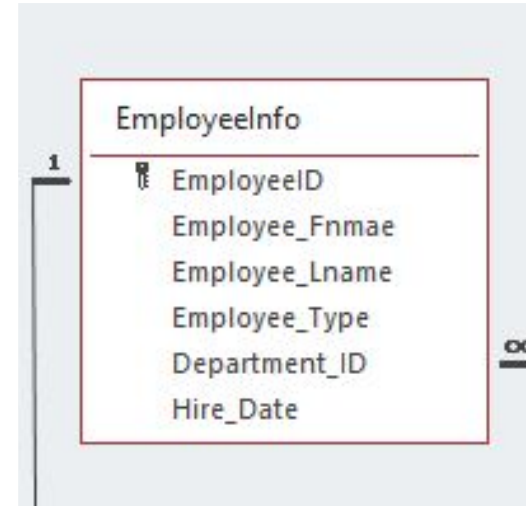 EmployeeInfo
1
EmployeeID
Employee_Fnmae
Employee_Lname
Employee_Type
Department_ID
∞
Hire_Date